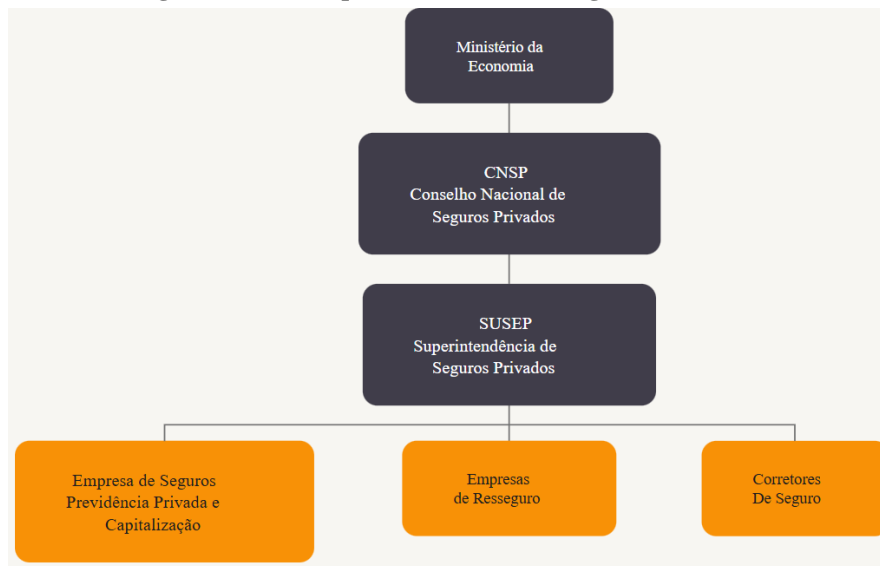 Ministério da
Economia
CNSP
Conselho Nacional de
Seguros Privados
SUSEP
Superintendência de
Seguros Privados
Empresa de Seguros
Previdência Privada e
Capitalização
Empresas
de Resseguro
Corretores
De Seguro